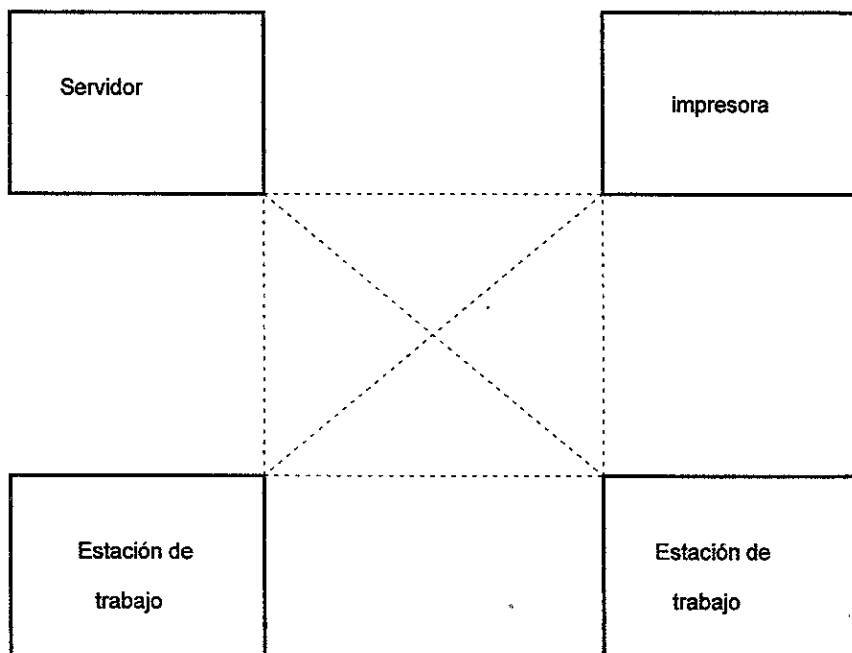 Servidor
impresora
Estación de
trabajo
Estación de
trabajo